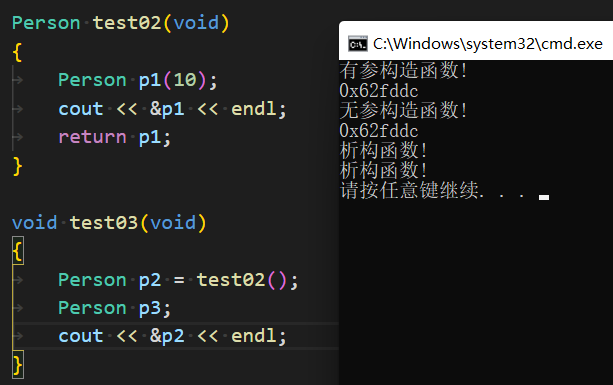 Person test02(void)
{
Person p1(10);
cout << &p1 << endl;
return p1;
}
void test03(void)
{
Person p2 = test02();
Person p3;
cout << &p2 << endl;
}
C:\Windows\system32\cmd.exe
有参构造函数!
0x62fddc
无参构造函数!
0x62fddc
析构函数!
析构函数!
请按任意键继续. . .